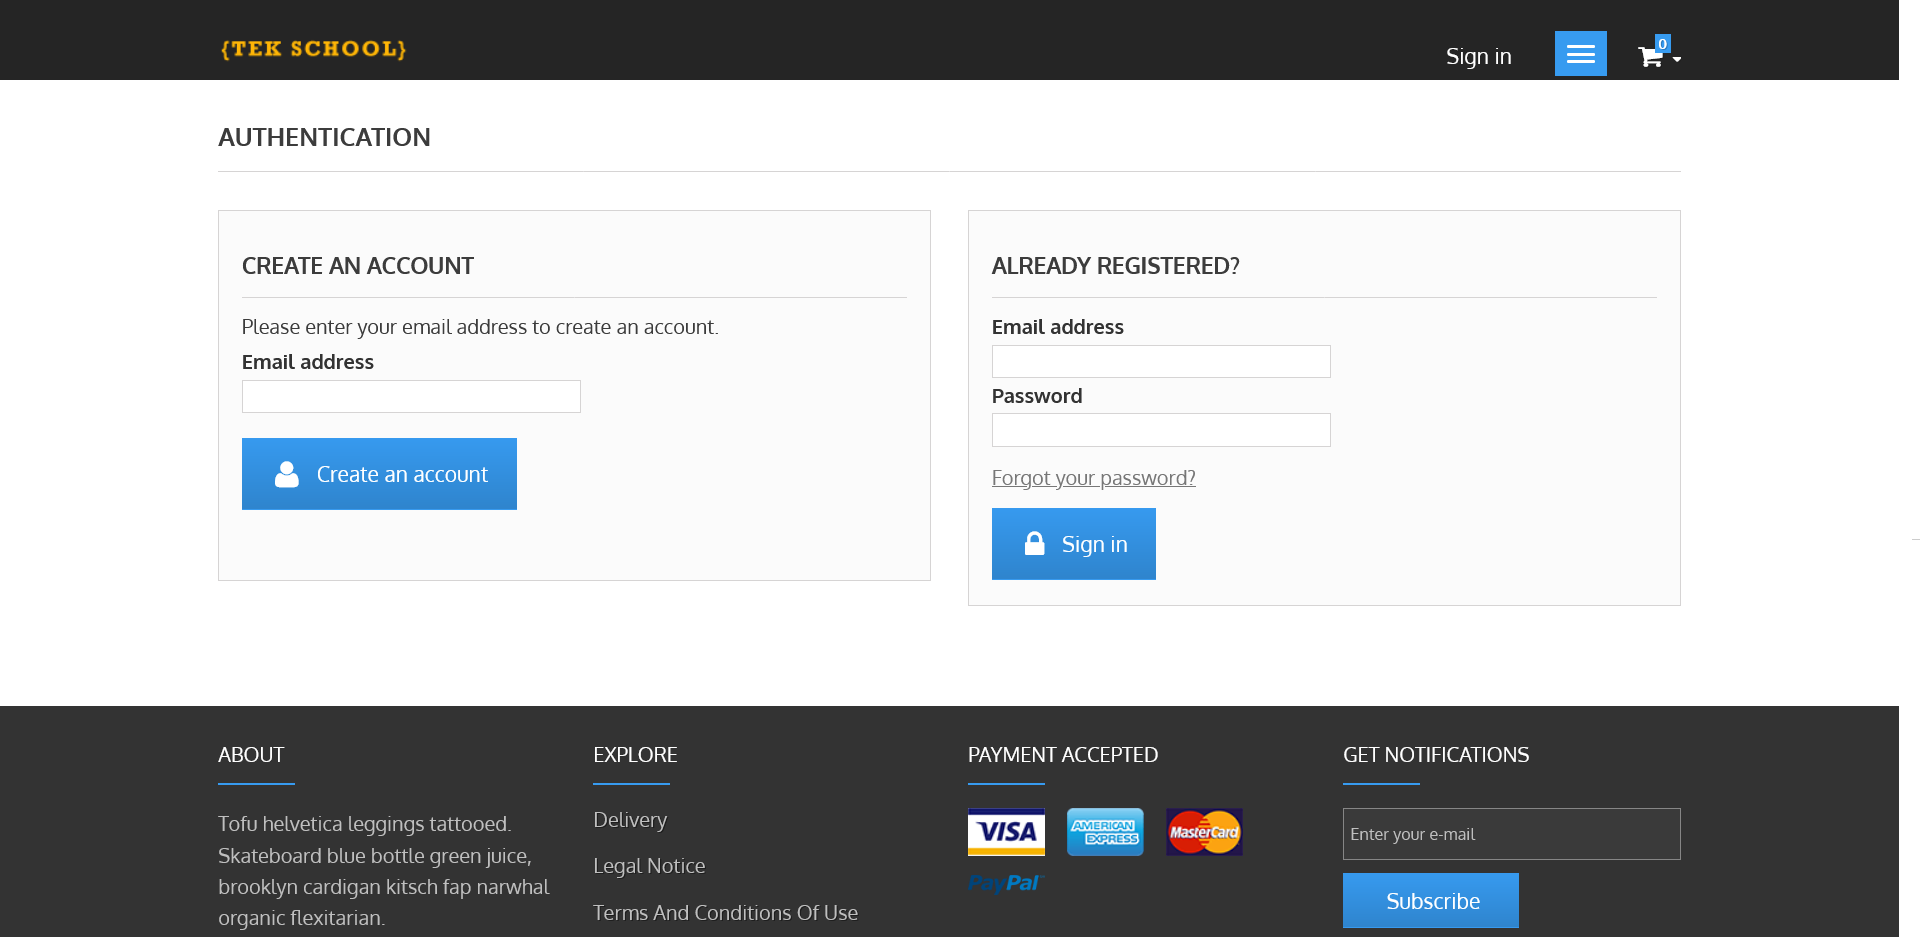 {TEK SCHOOL}
Sign in
0
AUTHENTICATION
CREATE AN ACCOUNT
Please enter your email address to create an account.
Email address
Create an account
ALREADY REGISTERED?
Email address
Password
Forgot your password?
Sign in
ABOUT
Tofu helvetica leggings tattooed.
Skateboard blue bottle green juice,
brooklyn cardigan kitsch fap narwhal
organic flexitarian.
EXPLORE
Delivery
Legal Notice
Terms And Conditions Of Use
PAYMENT ACCEPTED
VISA
AMERICAN
EXPRESS
MasterCard
PayPal™
GET NOTIFICATIONS
Enter your e-mail
Subscribe